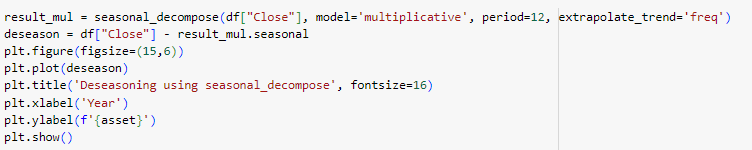 result_mul = seasonal_decompose(df["Close"], model='multiplicative', period=12, extrapolate_trend='freq')
deseason = df["Close"] - result_mul.seasonal
plt.figure(figsize=(15,6))
plt.plot(deseason)
plt.title('Deseasoning using seasonal_decompose', fontsize=16)
plt.xlabel('Year')
plt.ylabel(f'{asset}')
plt.show()